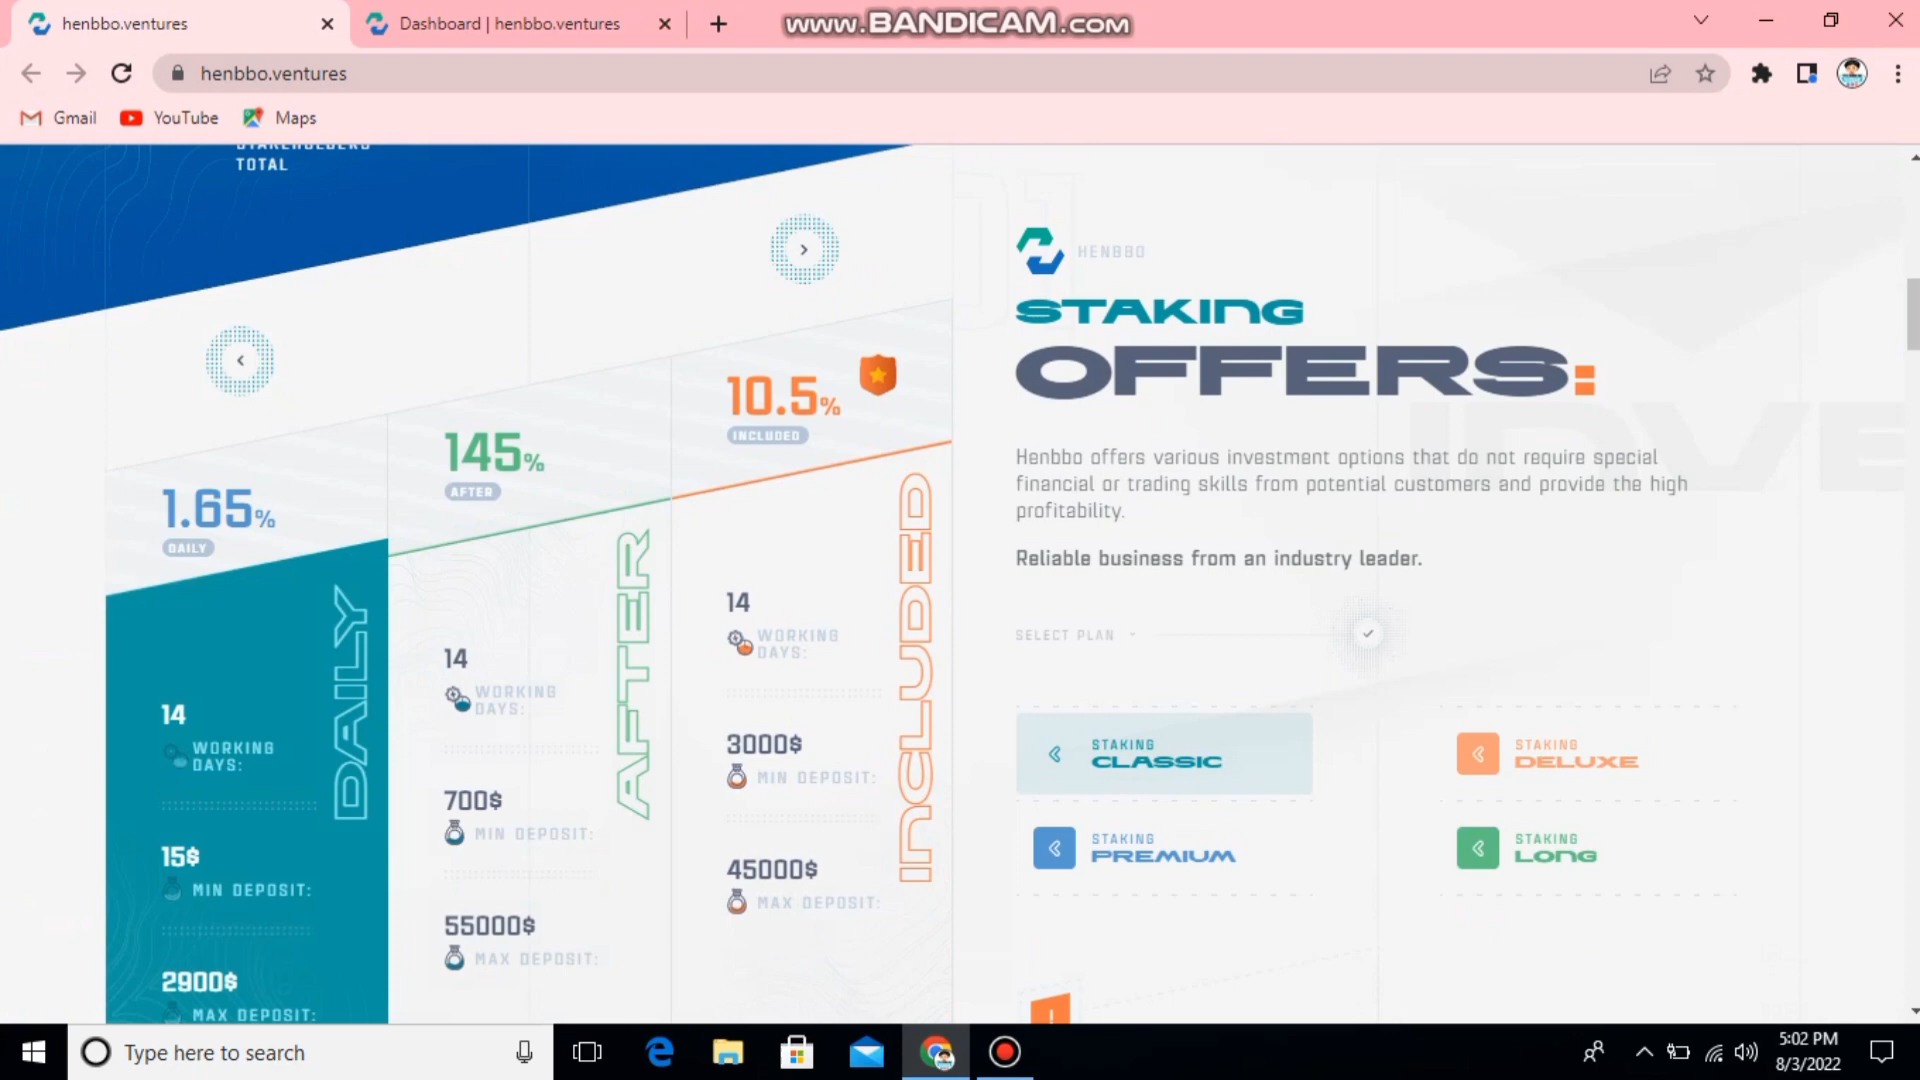 henbbo.ventures
Dashboard | henbbo.ventures
www.BANDICAM.com
henbbo.ventures
Gmail
YouTube
Maps
STAKEHOLDERS
TOTAL
1.65%
DAILY
DAILY
14
WORKING
DAYS:
15$
MIN DEPOSIT:
2900$
MAX DEPOSIT:
145%
AFTER
AFTER
14
WORKING
DAYS:
700$
MIN DEPOSIT:
55000$
MAX DEPOSIT:
10.5%
INCLUDED
INCLUDED
14
WORKING
DAYS:
3000$
MIN DEPOSIT:
45000$
MAX DEPOSIT:
HENBBO
STAKING
OFFERS:
Henbbo offers various investment options that do not require special
financial or trading skills from potential customers and provide the high
profitability.
Reliable business from an industry leader.
SELECT PLAN
STAKING
CLASSIC
STAKING
DELUXE
STAKING
PREMIUM
STAKING
LONG
Type here to search
5:02 PM
8/3/2022